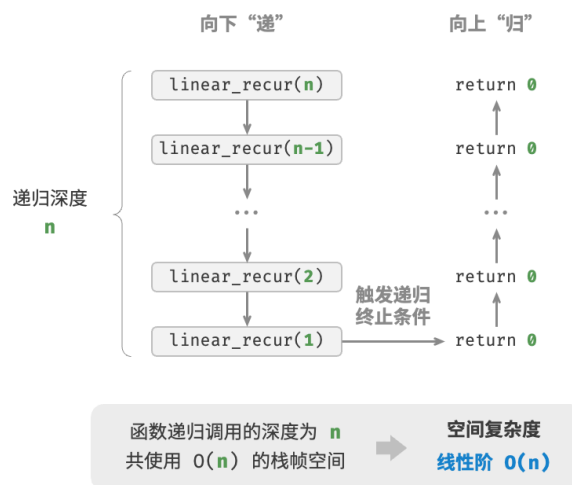 向下“递”
向上“归”
linear_recur(n)
return 0
linear_recur(n-1)
return 0
递归深度
n
...
...
linear_recur(2)
return 0
触发递归
终止条件
linear_recur(1)
return 0
函数递归调用的深度为 n
共使用 O(n) 的栈帧空间
空间复杂度
线性阶 O(n)